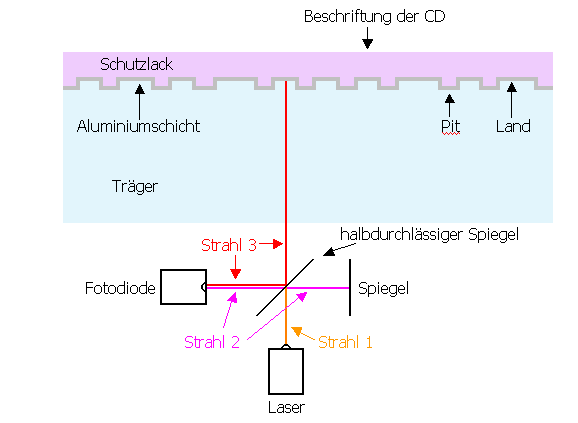 Beschriftung der CD
Schutzlack
Aluminiumschicht
Pit
Land
Träger
halbdurchlässiger Spiegel
Strahl 3
Fotodiode
Spiegel
Strahl 2
Strahl 1
Laser